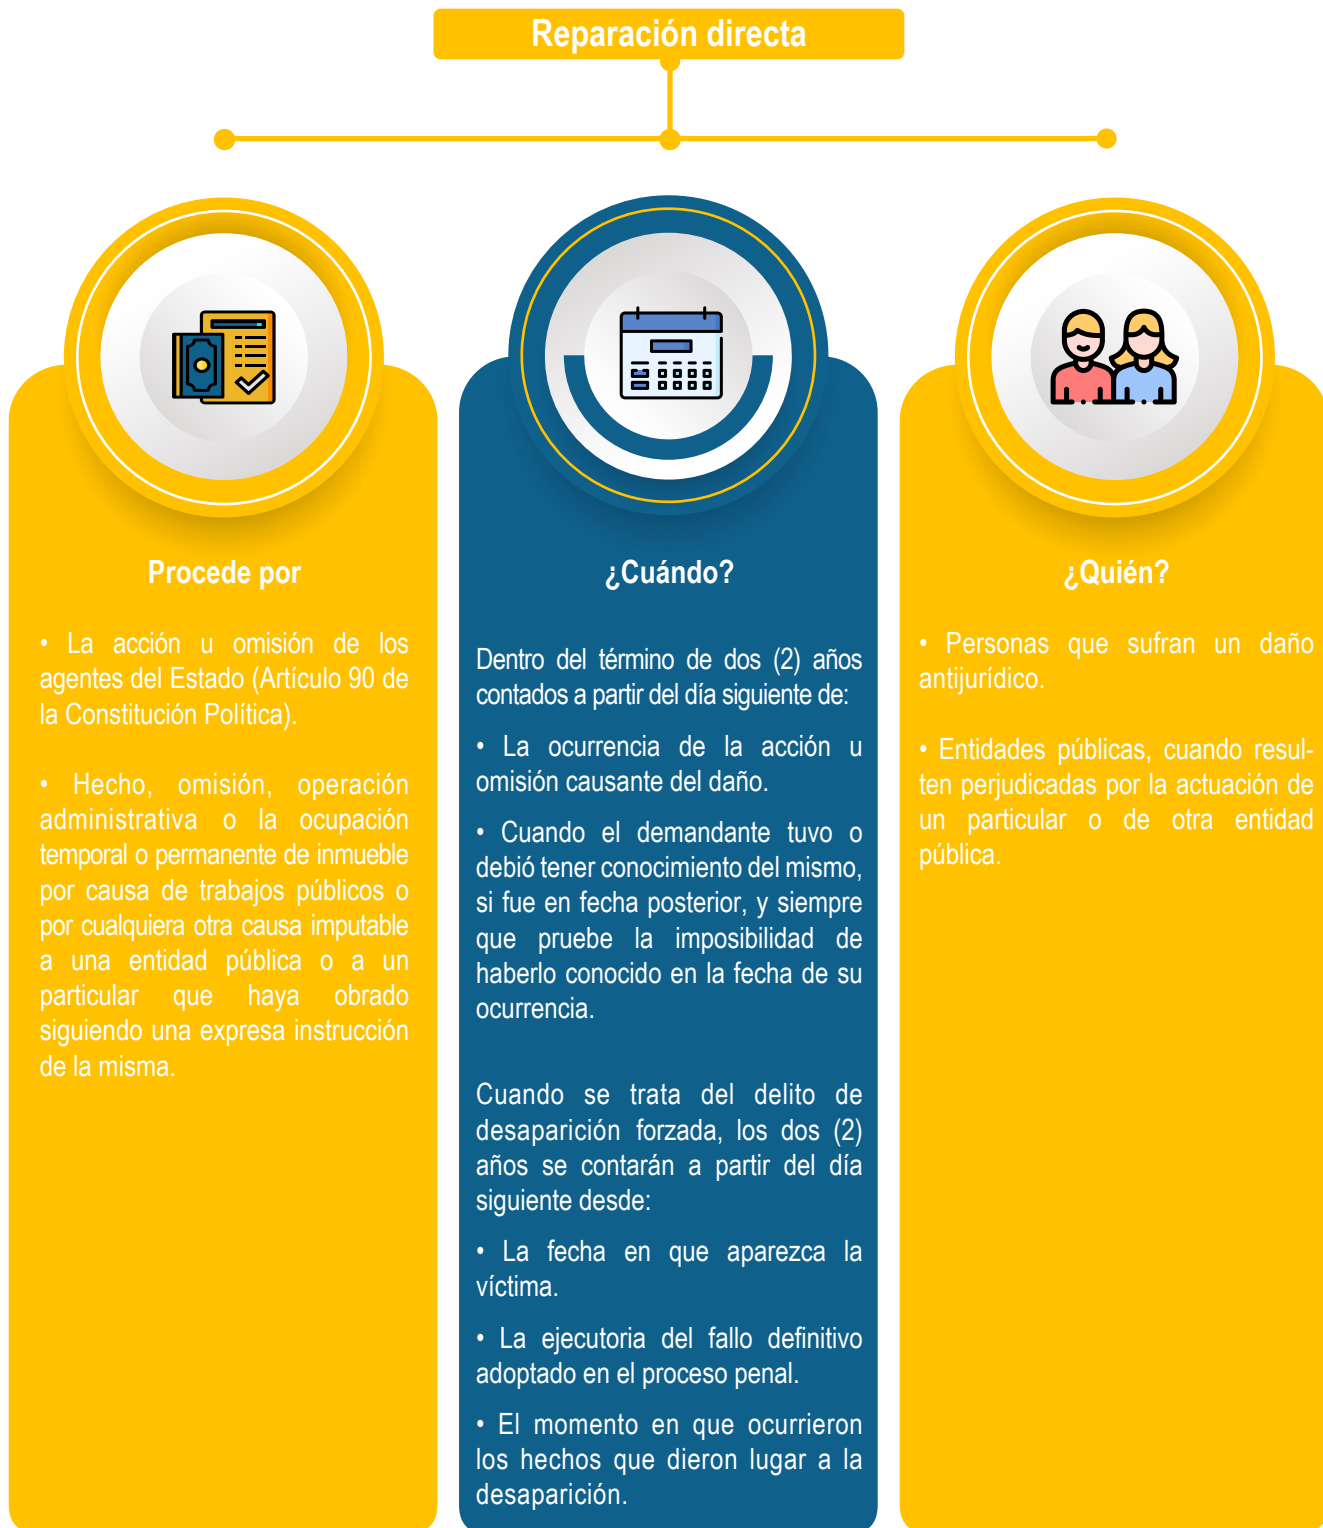 Reparación directa
Procede por
• La acción u omisión de los
agentes del Estado (Artículo 90 de
la Constitución Política).
• Hecho, omisión, operación
administrativa o la ocupación
temporal o permanente de inmueble
por causa de trabajos públicos o
por cualquiera otra causa imputable
a una entidad pública o a un
particular que haya obrado
siguiendo una expresa instrucción
de la misma.
¿Cuándo?
Dentro del término de dos (2) años
contados a partir del día siguiente de:
• La ocurrencia de la acción u
omisión causante del daño.
• Cuando el demandante tuvo o
debió tener conocimiento del mismo,
si fue en fecha posterior, y siempre
que pruebe la imposibilidad de
haberlo conocido en la fecha de su
ocurrencia.
Cuando se trata del delito de
desaparición forzada, los dos (2)
años se contarán a partir del día
siguiente desde:
• La fecha en que aparezca la
víctima.
• La ejecutoria del fallo definitivo
adoptado en el proceso penal.
• El momento en que ocurrieron
los hechos que dieron lugar a la
desaparición.
¿Quién?
• Personas que sufran un daño
antijurídico.
• Entidades públicas, cuando resul-
ten perjudicadas por la actuación de
un particular o de otra entidad
pública.